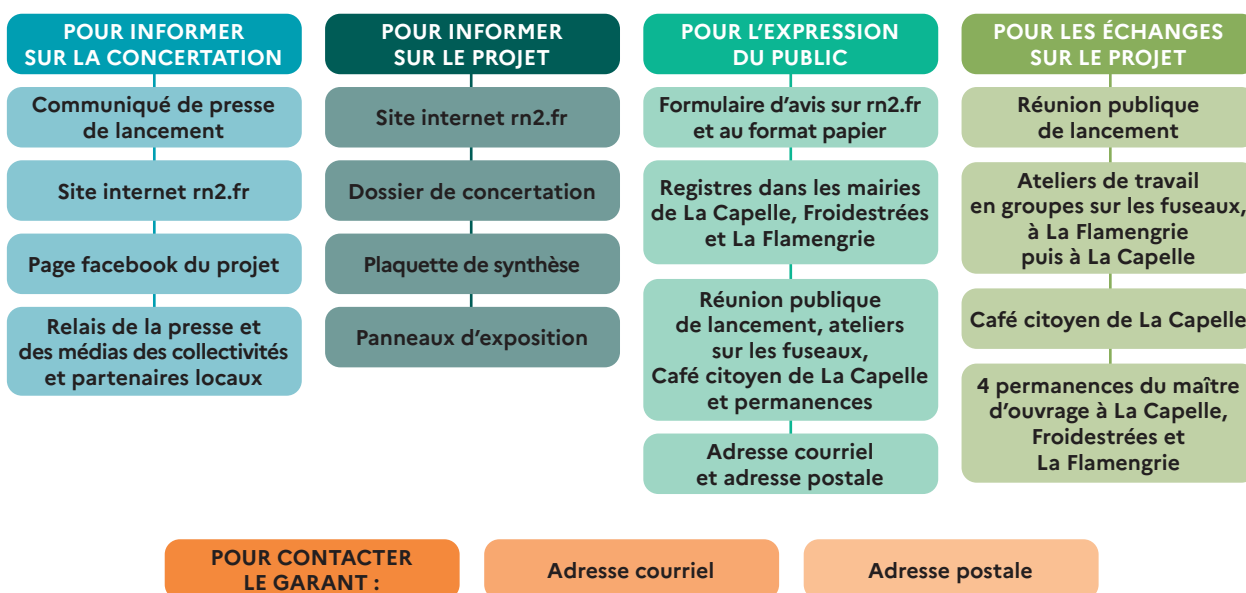 POUR INFORMER
SUR LA CONCERTATION
Communiqué de presse
de lancement
Site internet rn2.fr
Page facebook du projet
Relais de la presse et
des médias des collectivités
et partenaires locaux
POUR INFORMER
SUR LE PROJET
Site internet rn2.fr
Dossier de concertation
Plaquette de synthèse
Panneaux d'exposition
POUR L'EXPRESSION
DU PUBLIC
Formulaire d'avis sur rn2.fr
et au format papier
Registres dans les mairies
de La Capelle, Froidestrées
et La Flamengrie
Réunion publique
de lancement, ateliers
sur les fuseaux,
Café citoyen de La Capelle
et permanences
Adresse courriel
et adresse postale
POUR LES ÉCHANGES
SUR LE PROJET
Réunion publique
de lancement
Ateliers de travail
en groupes sur les fuseaux,
à La Flamengrie
puis à La Capelle
Café citoyen de La Capelle
4 permanences du maître
d'ouvrage à La Capelle,
Froidestrées et
La Flamengrie
POUR CONTACTER
LE GARANT :
Adresse courriel
Adresse postale